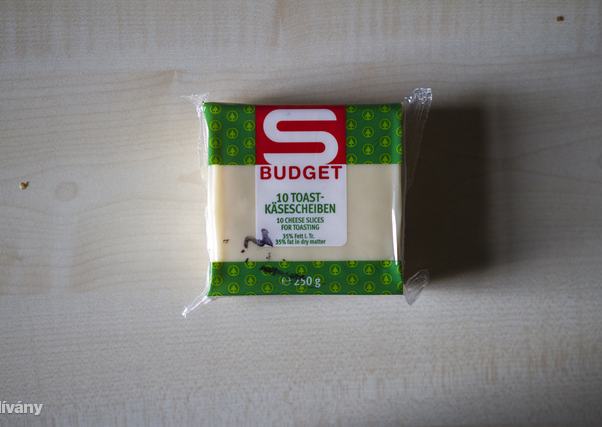 S
BUDGET
10 TOAST-
KÄSESCHEIBEN
10 CHEESE SLICES
FOR TOASTING
35% Fett i. Tr.
35% fat in dry matter
℮ 250 g
lívány